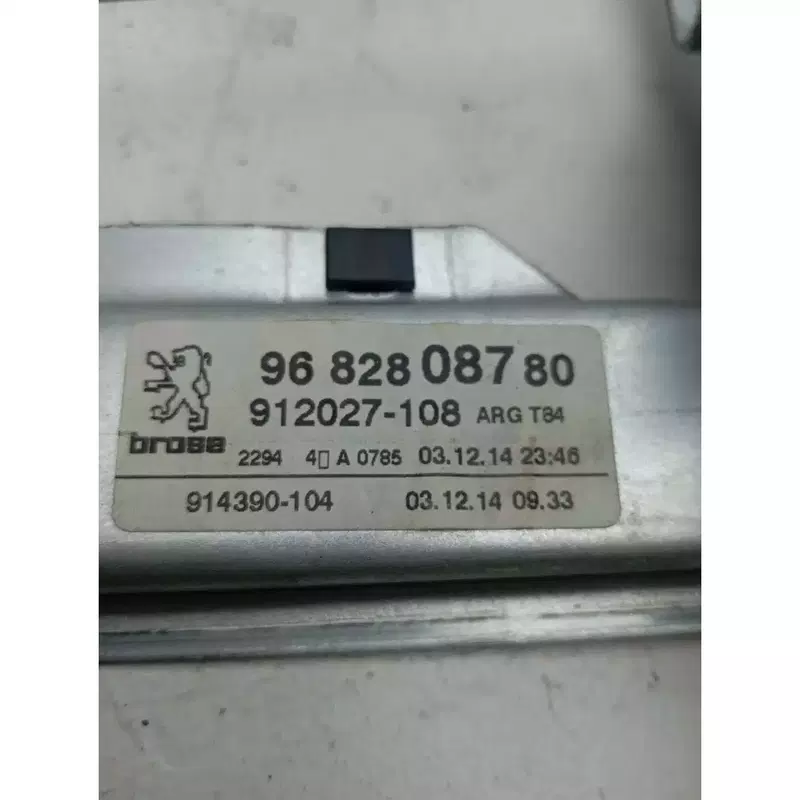 96 828 087 80
912027-108 ARG T84
brose
2294 4▯ A 0785 03.12.14 23:46
914390-104 03.12.14 09.33